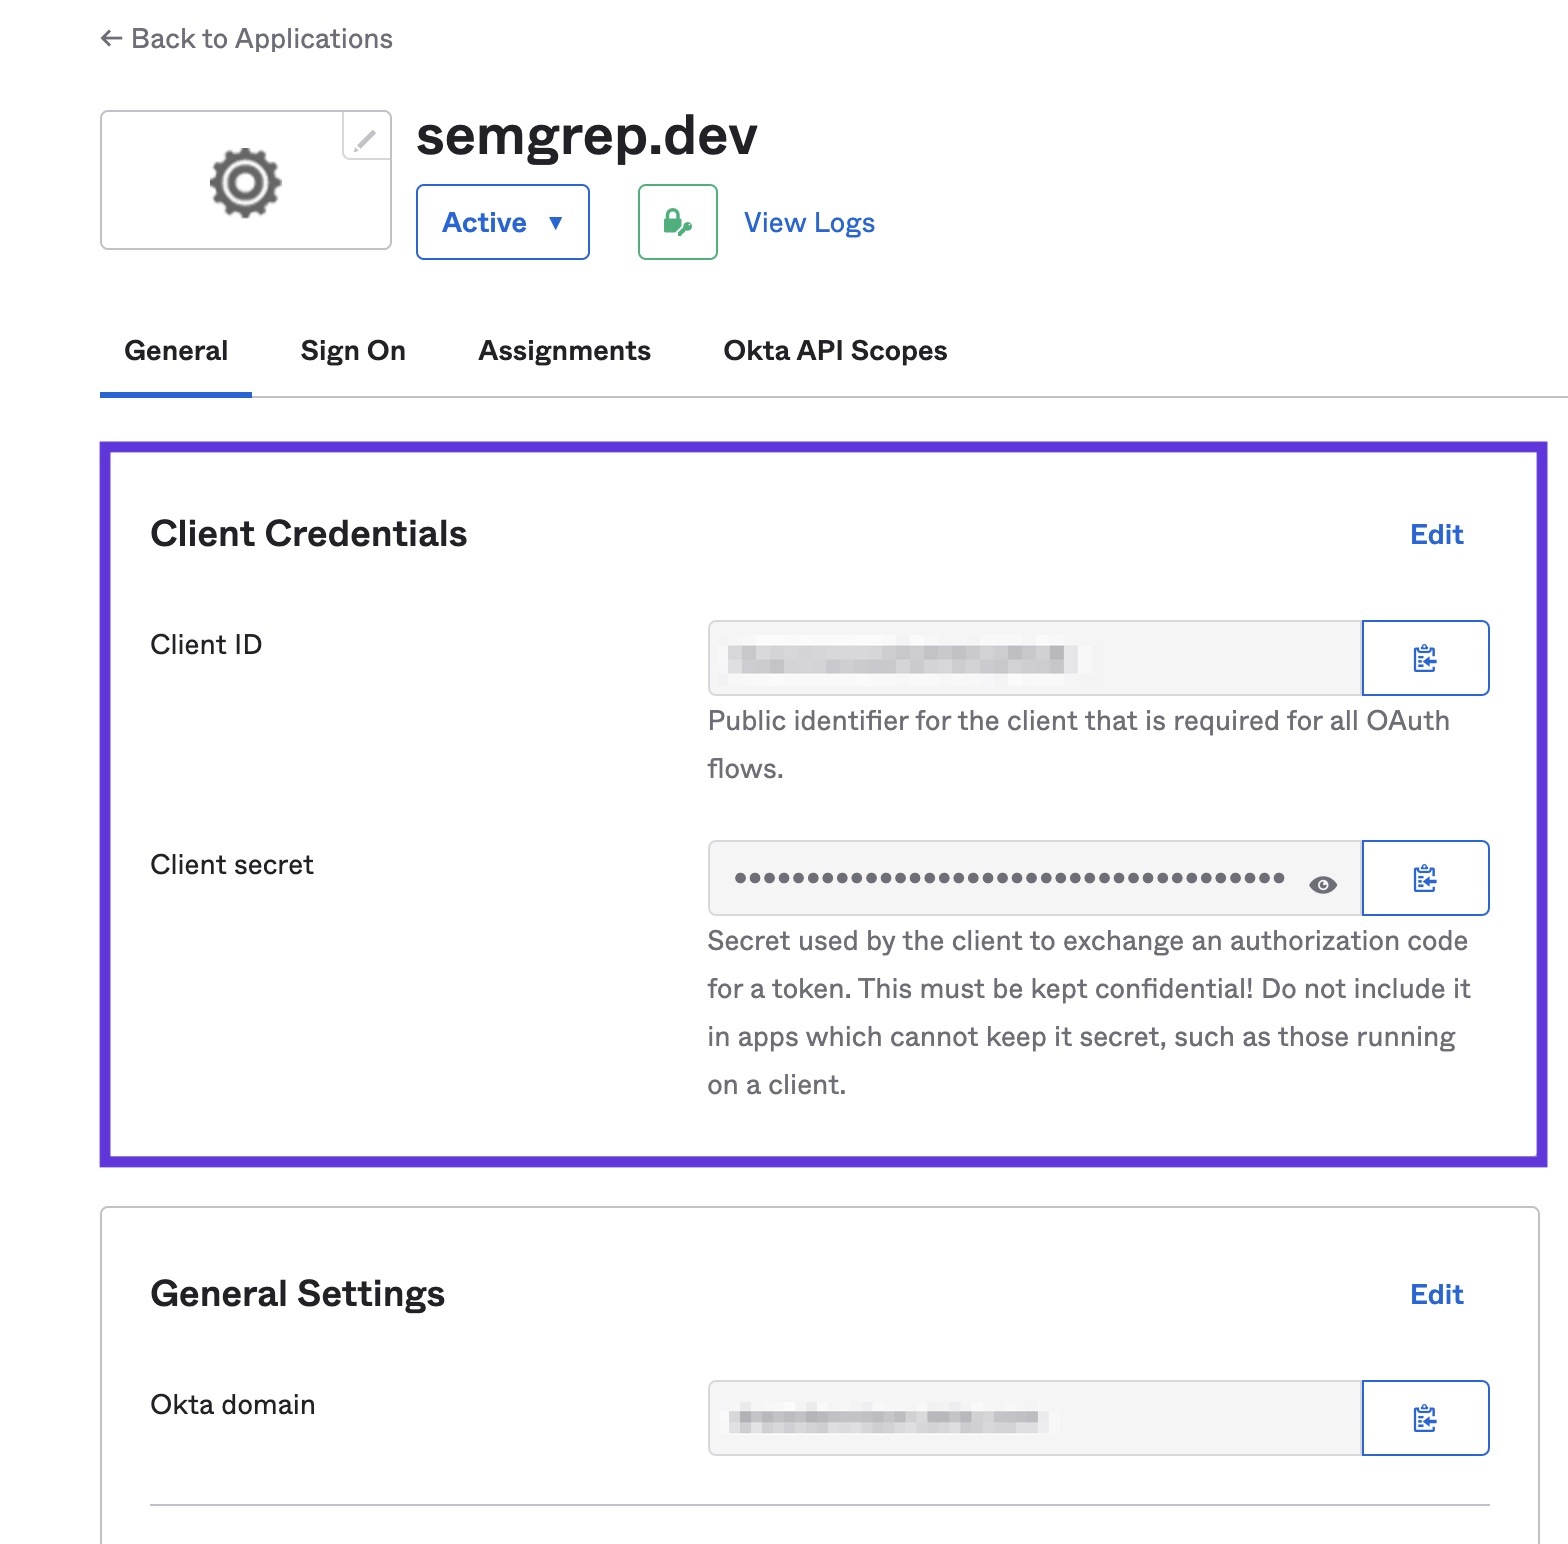 ← Back to Applications
semgrep.dev
Active ▼
View Logs
General Sign On Assignments Okta API Scopes
Client Credentials Edit
Client ID
Public identifier for the client that is required for all OAuth
flows.
Client secret ••••••••••••••••••••••••••••••••••••••
Secret used by the client to exchange an authorization code
for a token. This must be kept confidential! Do not include it
in apps which cannot keep it secret, such as those running
on a client.
General Settings Edit
Okta domain